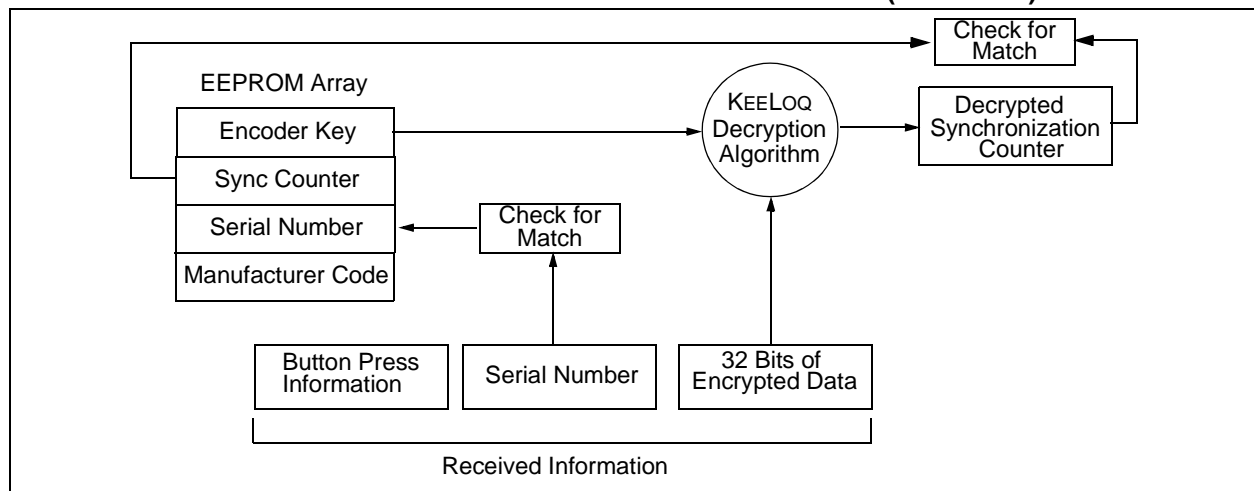 Check for
Match
EEPROM Array
Encoder Key
Sync Counter
Serial Number
Manufacturer Code
KEELOQ
Decryption
Algorithm
Decrypted
Synchronization
Counter
Check for
Match
Button Press
Information
Serial Number
32 Bits of
Encrypted Data
Received Information